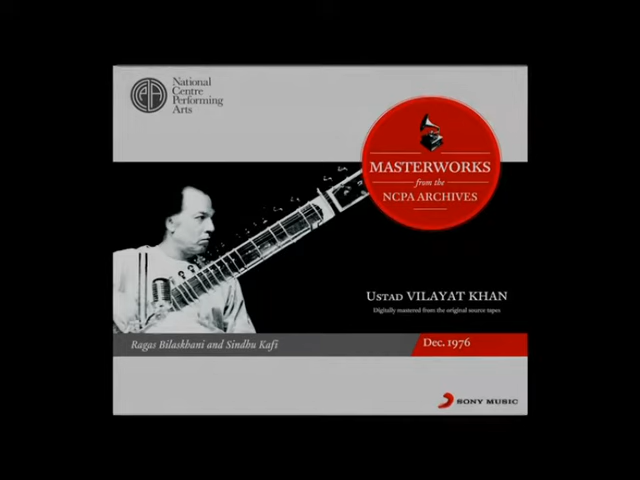 National
Centre
Performing
Arts
MASTERWORKS
from the
NCPA ARCHIVES
USTAD VILAYAT KHAN
Digitally mastered from the original source tapes
Ragas Bilaskhani and Sindhu Kafi
Dec. 1976
SONY MUSIC